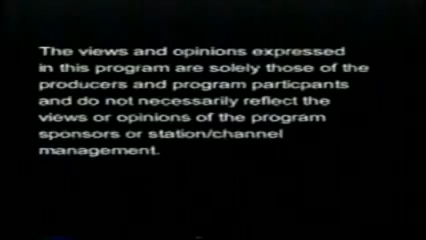 The views and opinions expressed
in this program are solely those of the
producers and program particpants
and do not necessarily reflect the
views or opinions of the program
sponsors or station/channel
management.